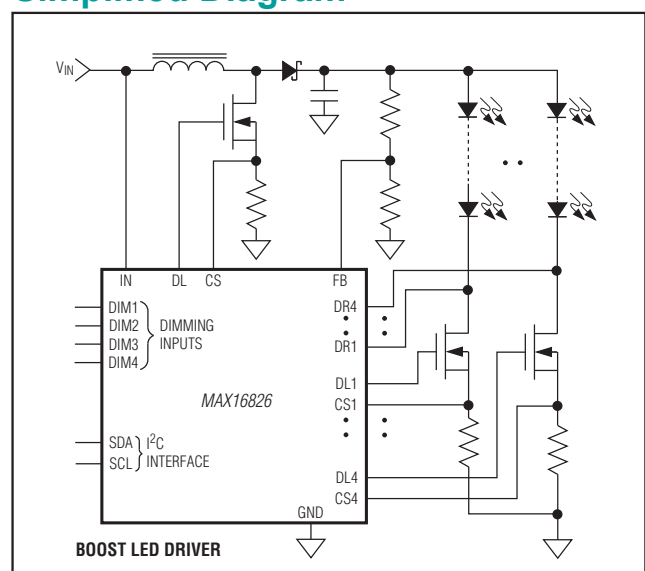 Simplified Diagram
VIN
IN
DL
CS
FB
DIM1
DIM2
DIM3
DIM4
DIMMING
INPUTS
DR4
DR1
DL1
MAX16826
CS1
SDA
SCL
I2C
INTERFACE
DL4
CS4
GND
BOOST LED DRIVER